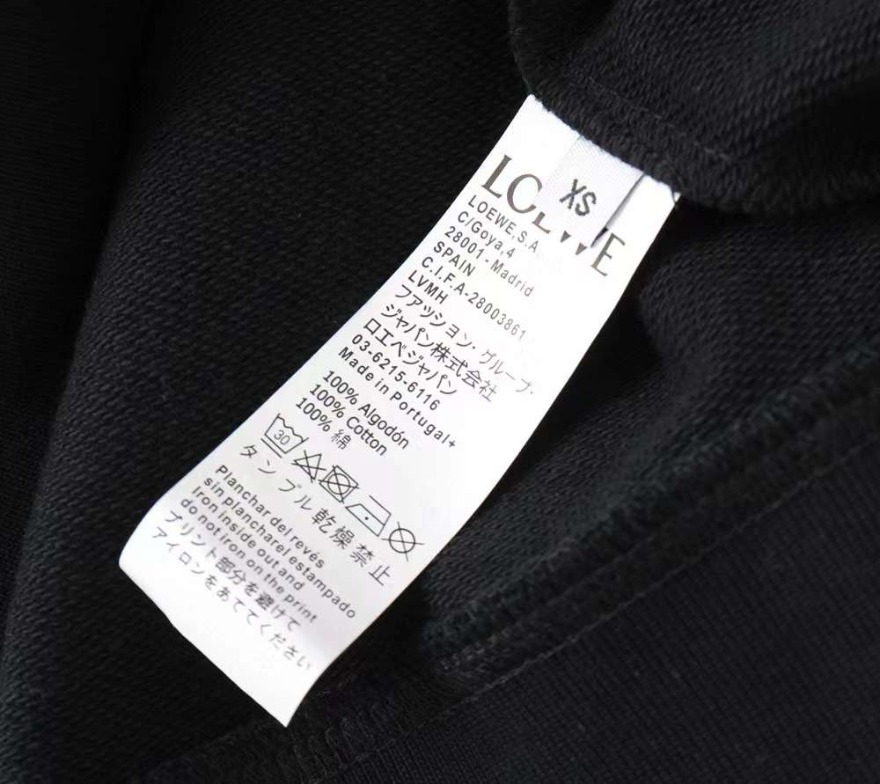 LOEWE
XS
LOEWE,S.A
C/Goya,4
28001-Madrid
SPAIN
C.I.F.A-28003861
LVMH
ファッション・グループ・
ジャパン株式会社
ロエベジャパン
03-6215-6116
Made in Portugal+
100% Algodón
100% Cotton
100% 綿
30
タンブル乾燥禁止
Planchar del revés
sin plancharel estampado
Iron inside out and
do not iron on the print
プリント部分を避けて
アイロンをあててください